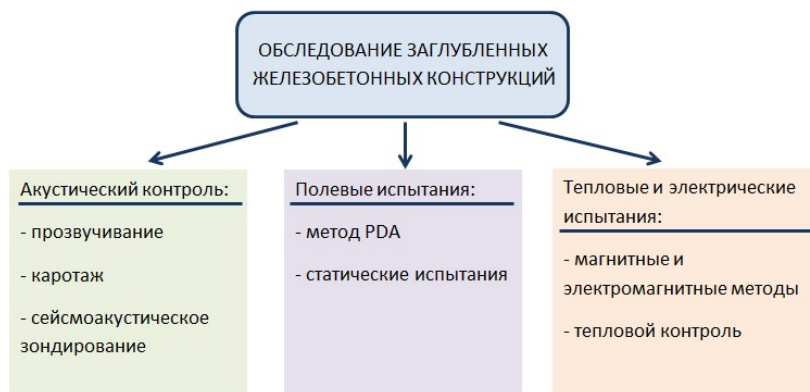 ОБСЛЕДОВАНИЕ ЗАГЛУБЛЕННЫХ
ЖЕЛЕЗОБЕТОННЫХ КОНСТРУКЦИЙ
Акустический контроль:
- прозвучивание
- каротаж
- сейсмоакустическое
зондирование
Полевые испытания:
- метод PDA
- статические испытания
Тепловые и электрические
испытания:
- магнитные и
электромагнитные методы
- тепловой контроль